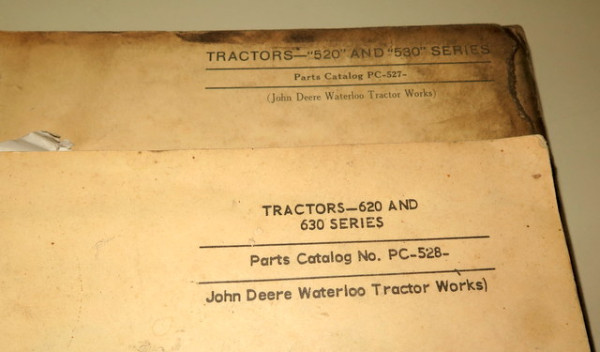 TRACTORS—"520" AND "530" SERIES
Parts Catalog PC-527-
(John Deere Waterloo Tractor Works)
TRACTORS—620 AND
630 SERIES
Parts Catalog No. PC-528-
John Deere Waterloo Tractor Works)